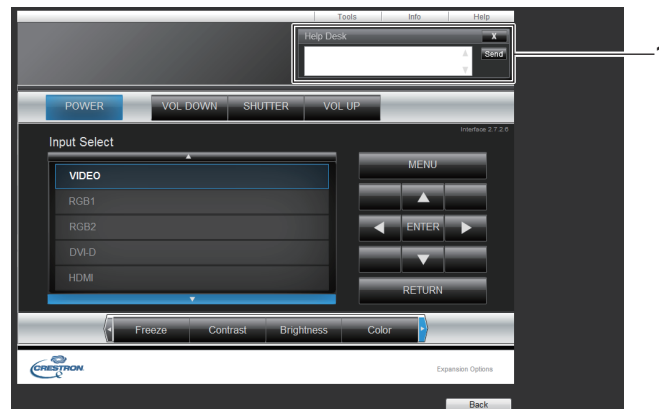 Tools Info Help
Help Desk X
Send
POWER VOL DOWN SHUTTER VOL UP
Interface 2.7.2.6
Input Select
MENU
VIDEO
RGB1
RGB2
ENTER
DVI-D
HDMI
RETURN
Freeze Contrast Brightness Color
CRESTRON
Expansion Options
Back